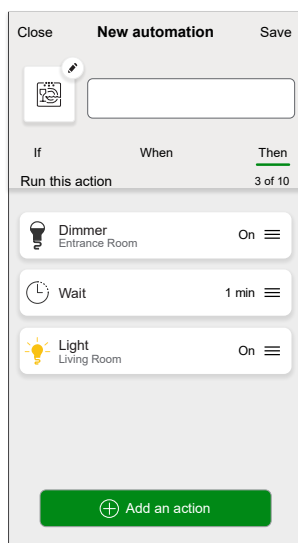 Close New automation Save
If When Then
Run this action 3 of 10
Dimmer On
Entrance Room
Wait 1 min
Light On
Living Room
Add an action